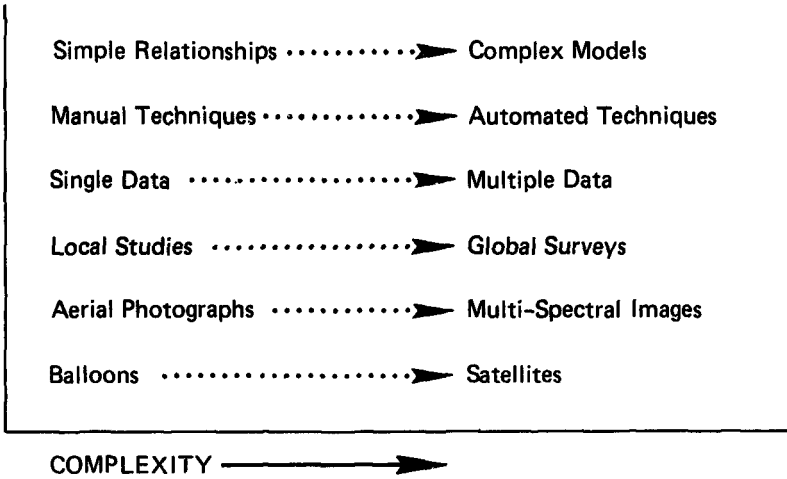 Simple Relationships ............ Complex Models
Manual Techniques ............. Automated Techniques
Single Data ................... Multiple Data
Local Studies ................ Global Surveys
Aerial Photographs ............ Multi-Spectral Images
Balloons ..................... Satellites
COMPLEXITY